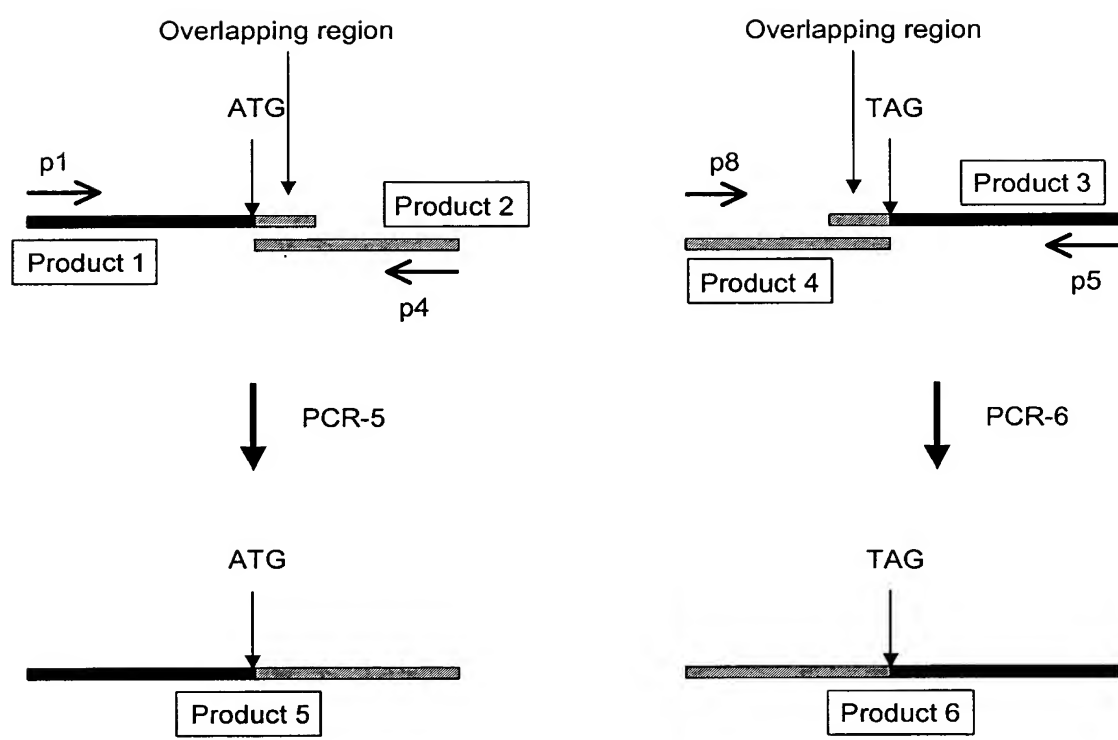 Overlapping region
Overlapping region
ATG
TAG
p1
p8
Product 2
Product 3
Product 1
Product 4
p4
p5
PCR-5
PCR-6
ATG
TAG
Product 5
Product 6